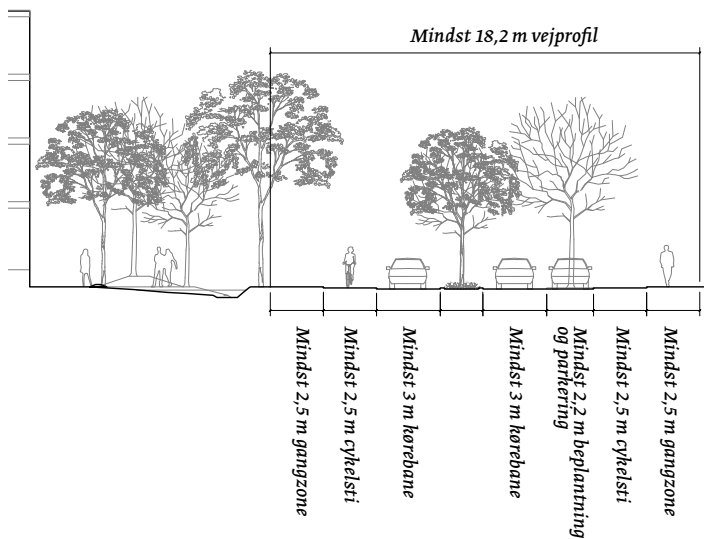 Mindst 18,2 m vejprofil
Mindst 2,5 m gangzone
Mindst 2,5 m cykelsti
Mindst 3 m kørebane
Mindst 3 m kørebane
Mindst 2,2 m beplantning
og parkering
Mindst 2,5 m cykelsti
Mindst 2,5 m gangzone